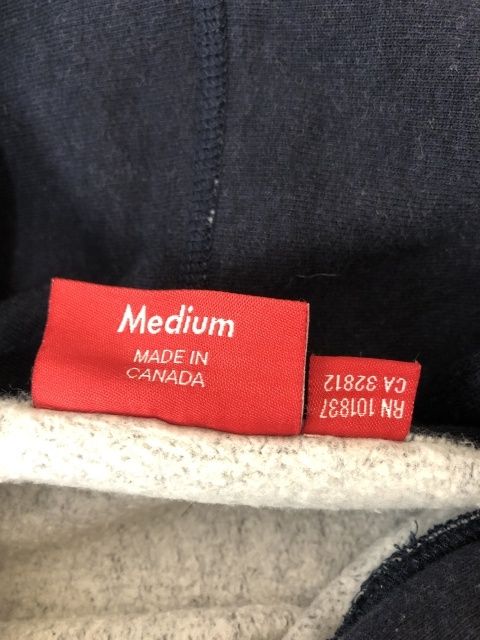 Medium
MADE IN
CANADA
RN 101837
CA 32812